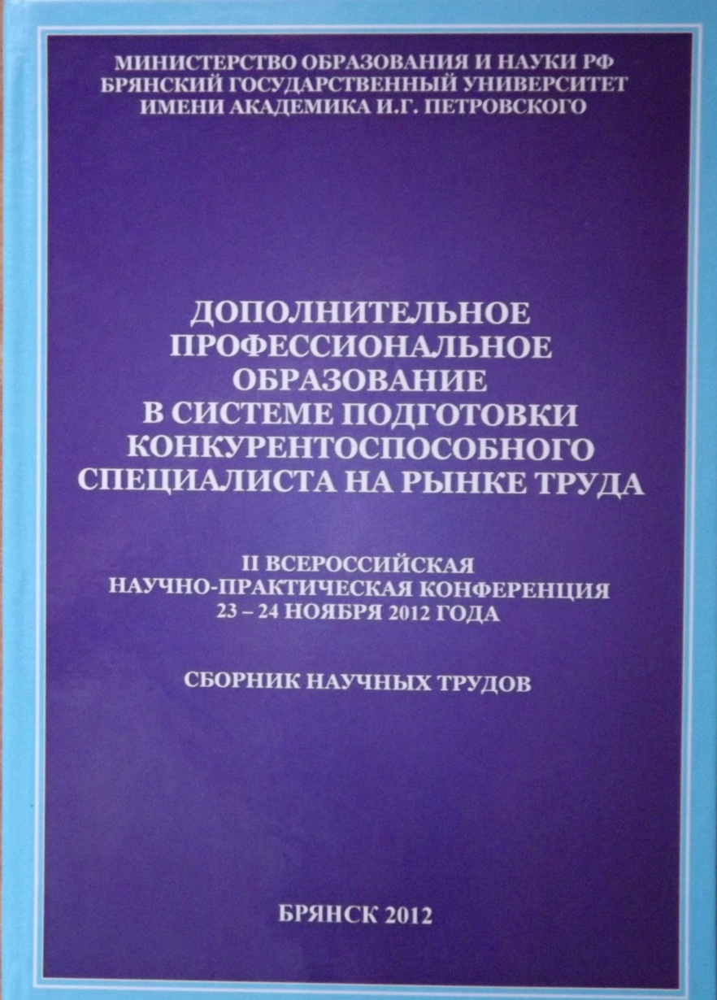 МИНИСТЕРСТВО ОБРАЗОВАНИЯ И НАУКИ РФ
БРЯНСКИЙ ГОСУДАРСТВЕННЫЙ УНИВЕРСИТЕТ
ИМЕНИ АКАДЕМИКА И.Г. ПЕТРОВСКОГО
ДОПОЛНИТЕЛЬНОЕ
ПРОФЕССИОНАЛЬНОЕ
ОБРАЗОВАНИЕ
В СИСТЕМЕ ПОДГОТОВКИ
КОНКУРЕНТОСПОСОБНОГО
СПЕЦИАЛИСТА НА РЫНКЕ ТРУДА
II ВСЕРОССИЙСКАЯ
НАУЧНО-ПРАКТИЧЕСКАЯ КОНФЕРЕНЦИЯ
23 – 24 НОЯБРЯ 2012 ГОДА
СБОРНИК НАУЧНЫХ ТРУДОВ
БРЯНСК 2012